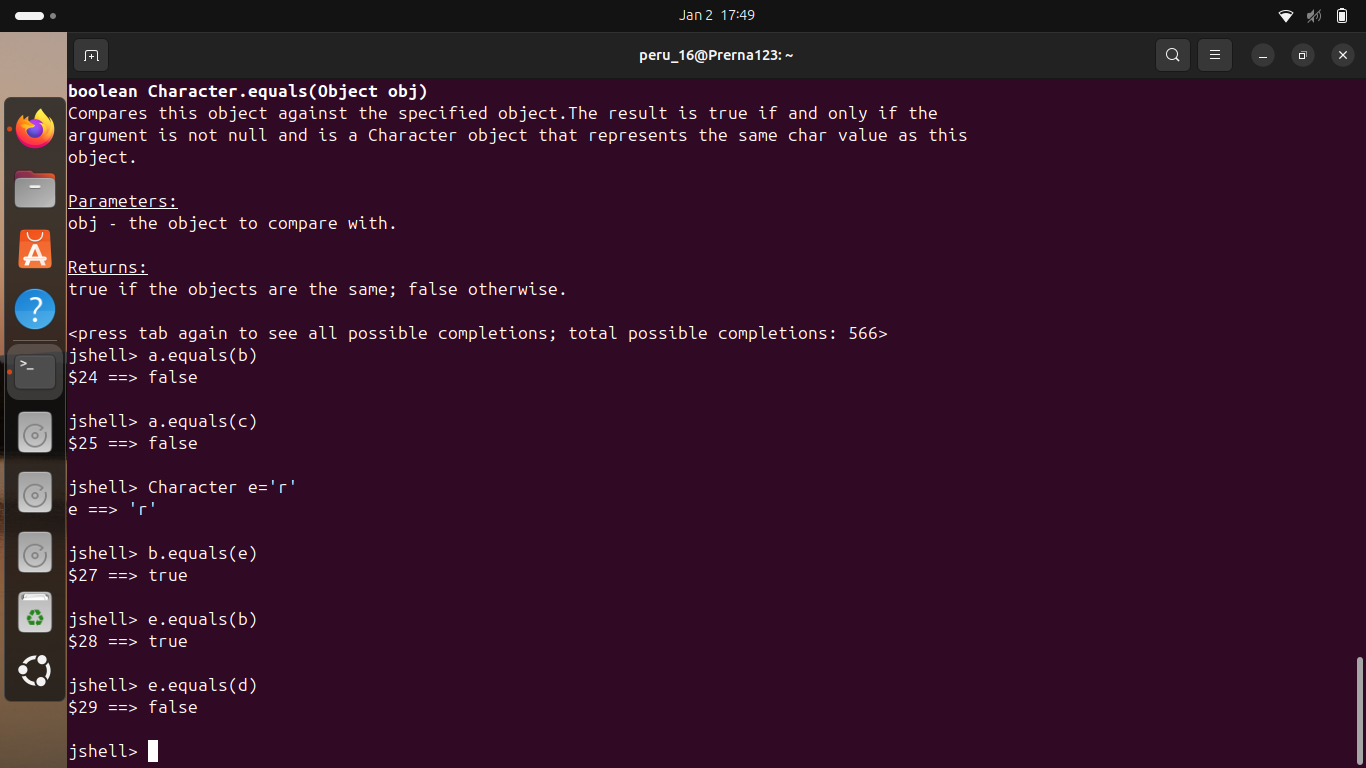 Jan 2 17:49
peru_16@Prerna123: ~
boolean Character.equals(Object obj)
Compares this object against the specified object.The result is true if and only if the
argument is not null and is a Character object that represents the same char value as this
object.
Parameters:
obj - the object to compare with.
Returns:
true if the objects are the same; false otherwise.
<press tab again to see all possible completions; total possible completions: 566>
jshell> a.equals(b)
$24 ==> false
jshell> a.equals(c)
$25 ==> false
jshell> Character e='r'
e ==> 'r'
jshell> b.equals(e)
$27 ==> true
jshell> e.equals(b)
$28 ==> true
jshell> e.equals(d)
$29 ==> false
jshell>